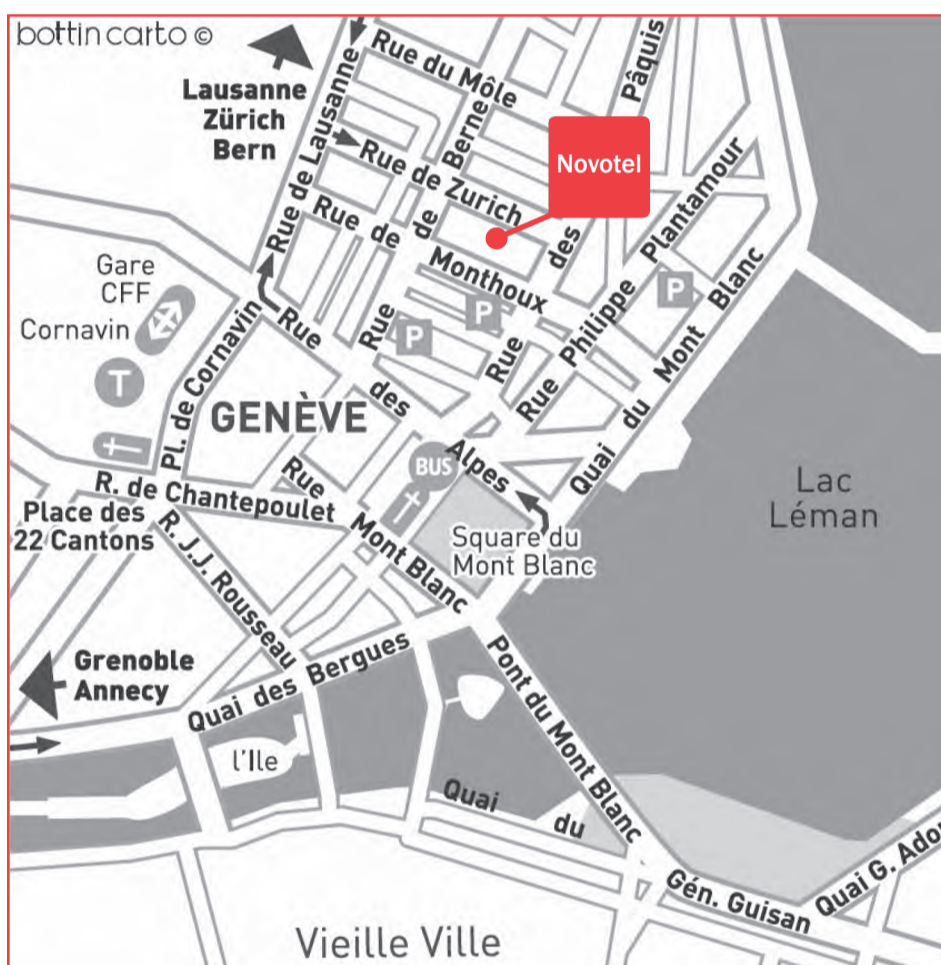 bottin carto ©
Lausanne
Zürich
Bern
Rue de Lausanne
Rue du Môle
Pâquis
Novotel
Rue de Zurich
Berne
de
Rue
Rue de
Monthoux
des
Rue
Rue Philippe Plantamour
Quai du Mont Blanc
P
P
P
Gare
CFF
Cornavin
T
Pl. de Cornavin
Rue
des
Alpes
GENÈVE
BUS
Lac
Léman
R. de Chantepoulet
Rue
Mont Blanc
Square du
Mont Blanc
Place des
22 Cantons
R. J.J. Rousseau
Grenoble
Annecy
Quai des Bergues
Pont du Mont Blanc
l'Ile
Quai
du
Gén. Guisan
Quai G. Ador
Vieille Ville